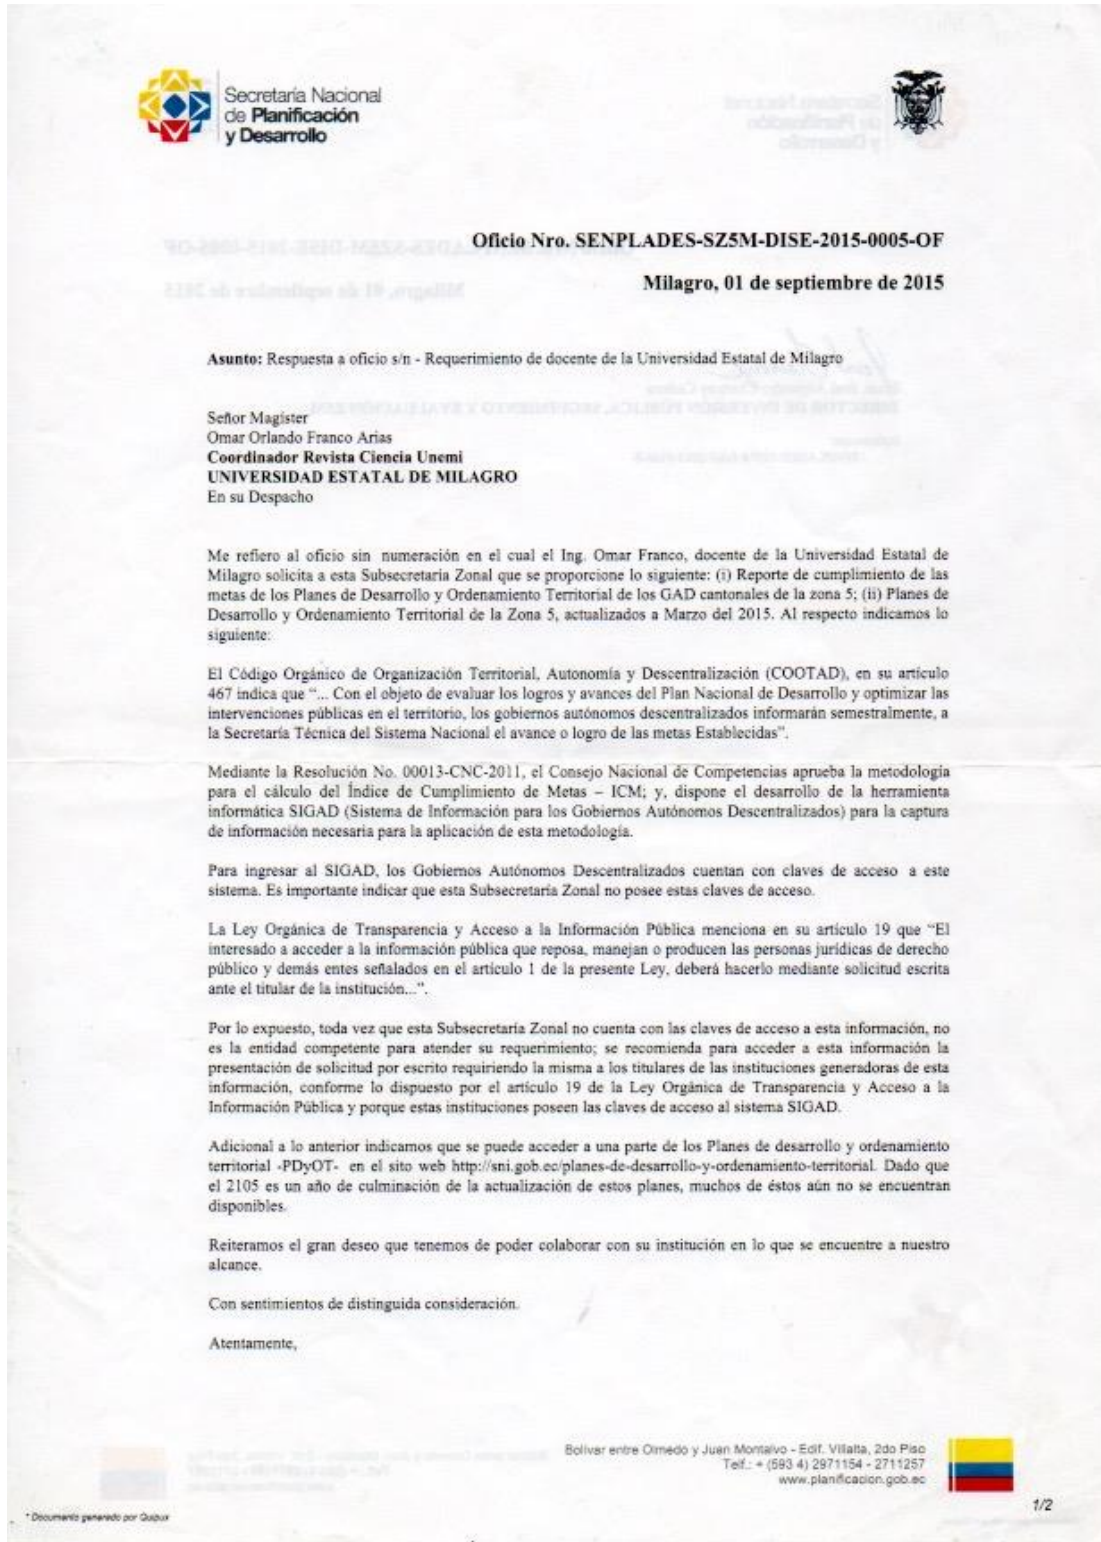 Secretaría Nacional
de Planificación
y Desarrollo
Oficio Nro. SENPLADES-SZ5M-DISE-2015-0005-OF
Milagro, 01 de septiembre de 2015
Asunto: Respuesta a oficio s/n - Requerimiento de docente de la Universidad Estatal de Milagro
Señor Magíster
Omar Orlando Franco Arias
Coordinador Revista Ciencia Unemi
UNIVERSIDAD ESTATAL DE MILAGRO
En su Despacho
Me refiero al oficio sin numeración en el cual el Ing. Omar Franco, docente de la Universidad Estatal de
Milagro solicita a esta Subsecretaría Zonal que se proporcione lo siguiente: (i) Reporte de cumplimiento de las
metas de los Planes de Desarrollo y Ordenamiento Territorial de los GAD cantonales de la zona 5; (ii) Planes de
Desarrollo y Ordenamiento Territorial de la Zona 5, actualizados a Marzo del 2015. Al respecto indicamos lo
siguiente:
El Código Orgánico de Organización Territorial, Autonomía y Descentralización (COOTAD), en su artículo
467 indica que “... Con el objeto de evaluar los logros y avances del Plan Nacional de Desarrollo y optimizar las
intervenciones públicas en el territorio, los gobiernos autónomos descentralizados informarán semestralmente, a
la Secretaría Técnica del Sistema Nacional el avance o logro de las metas Establecidas”.
Mediante la Resolución No. 00013-CNC-2011, el Consejo Nacional de Competencias aprueba la metodología
para el cálculo del Índice de Cumplimiento de Metas – ICM; y, dispone el desarrollo de la herramienta
informática SIGAD (Sistema de Información para los Gobiernos Autónomos Descentralizados) para la captura
de información necesaria para la aplicación de esta metodología.
Para ingresar al SIGAD, los Gobiernos Autónomos Descentralizados cuentan con claves de acceso a este
sistema. Es importante indicar que esta Subsecretaría Zonal no posee estas claves de acceso.
La Ley Orgánica de Transparencia y Acceso a la Información Pública menciona en su artículo 19 que “El
interesado a acceder a la información pública que reposa, manejan o producen las personas jurídicas de derecho
público y demás entes señalados en el artículo 1 de la presente Ley, deberá hacerlo mediante solicitud escrita
ante el titular de la institución...”.
Por lo expuesto, toda vez que esta Subsecretaría Zonal no cuenta con las claves de acceso a esta información, no
es la entidad competente para atender su requerimiento; se recomienda para acceder a esta información la
presentación de solicitud por escrito requiriendo la misma a los titulares de las instituciones generadoras de esta
información, conforme lo dispuesto por el artículo 19 de la Ley Orgánica de Transparencia y Acceso a la
Información Pública y porque estas instituciones poseen las claves de acceso al sistema SIGAD.
Adicional a lo anterior indicamos que se puede acceder a una parte de los Planes de desarrollo y ordenamiento
territorial -PDyOT- en el sito web http://sni.gob.ec/planes-de-desarrollo-y-ordenamiento-territorial. Dado que
el 2105 es un año de culminación de la actualización de estos planes, muchos de éstos aún no se encuentran
disponibles.
Reiteramos el gran deseo que tenemos de poder colaborar con su institución en lo que se encuentre a nuestro
alcance.
Con sentimientos de distinguida consideración.
Atentamente,
Bolívar entre Olmedo y Juan Montalvo - Edif. Villalta, 2do Piso
Telf.: + (593 4) 2971154 - 2711257
www.planificacion.gob.ec
1/2
* Documento generado por Quipux